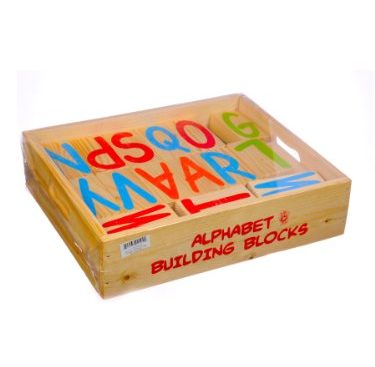 N S P Q O G
Y V A A R T
L
ALPHABET
BUILDING BLOCKS